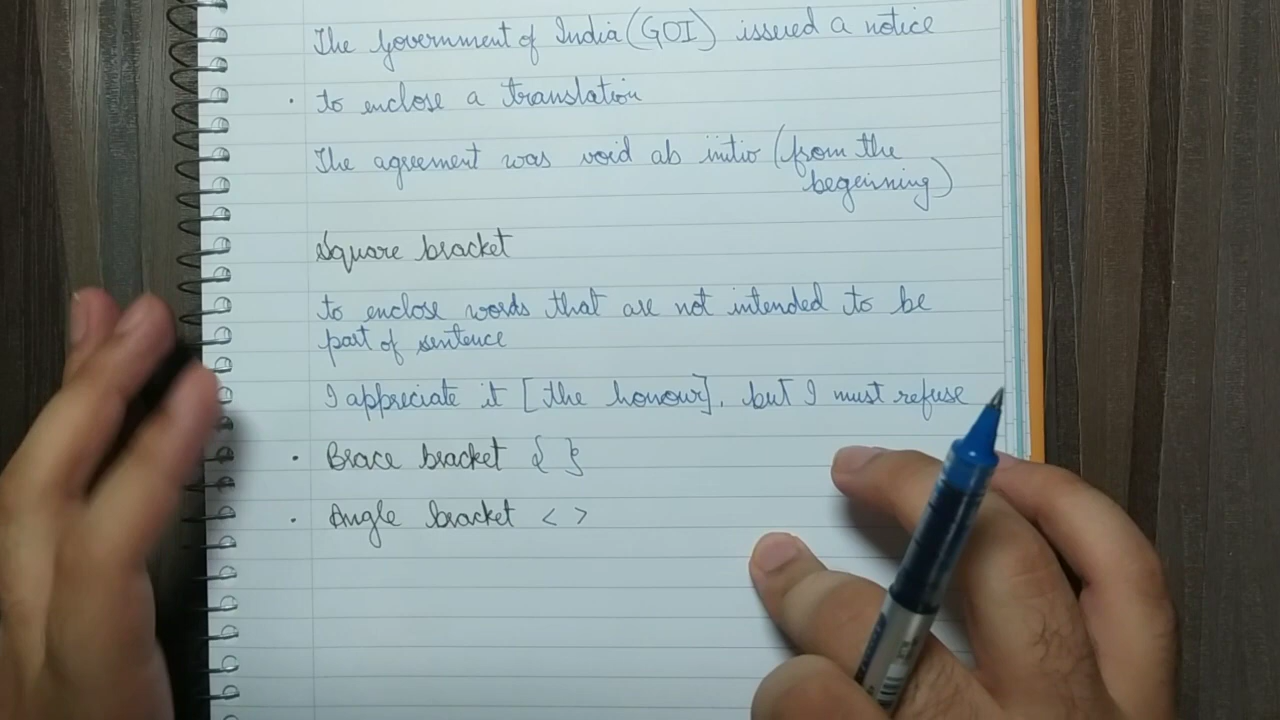 The Government of India (GOI) issued a notice
· to enclose a translation
The agreement was void ab initio (from the
beginning)
Square bracket
to enclose words that are not intended to be
part of sentence
I appreciate it [the honour], but I must refuse
· Brace bracket { }
· Angle bracket < >